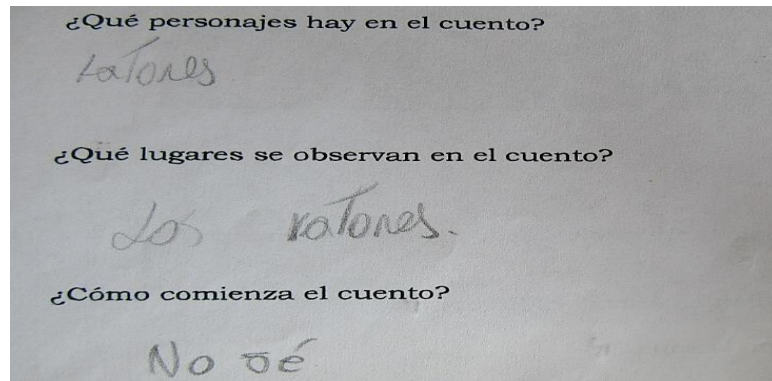 ¿Qué personajes hay en el cuento?
ratones
¿Qué lugares se observan en el cuento?
Los ratones.
¿Cómo comienza el cuento?
No sé